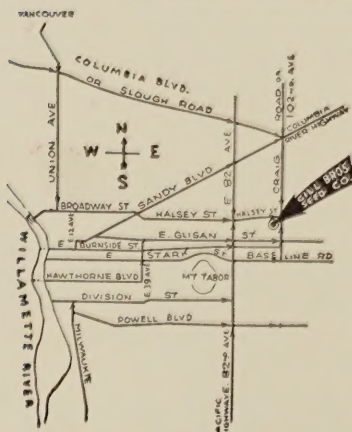 VANCOUVER
COLUMBIA BLVD.
OR SLOUGH ROAD
UNION AVE
N
W E
S
SANDY BLVD
E 82 AVE
CRAIG ROAD OR
102ND AVE
COLUMBIA
RIVER HIGHWAY
BROADWAY ST
HALSEY ST
HALSEY ST
GILL BROS.
SEED CO.
E 12 AVE
E. GLISAN ST
E BURNSIDE ST
E STARK ST
BASE LINE RD
HAWTHORNE BLVD
E 39 AVE
MT TABOR
DIVISION ST
POWELL BLVD
WILLAMETTE RIVER
MILWAUKIE
PACIFIC
HIGHWAY E. 82ND AVE